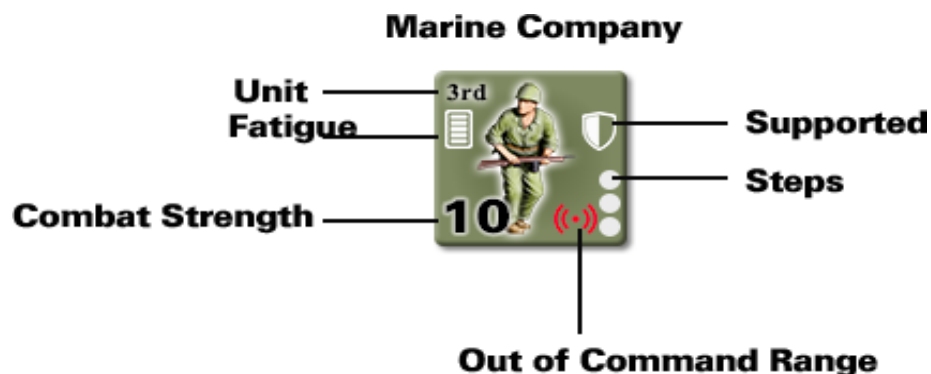 Marine Company
Unit
3rd
Fatigue
Supported
Steps
Combat Strength
10
Out of Command Range